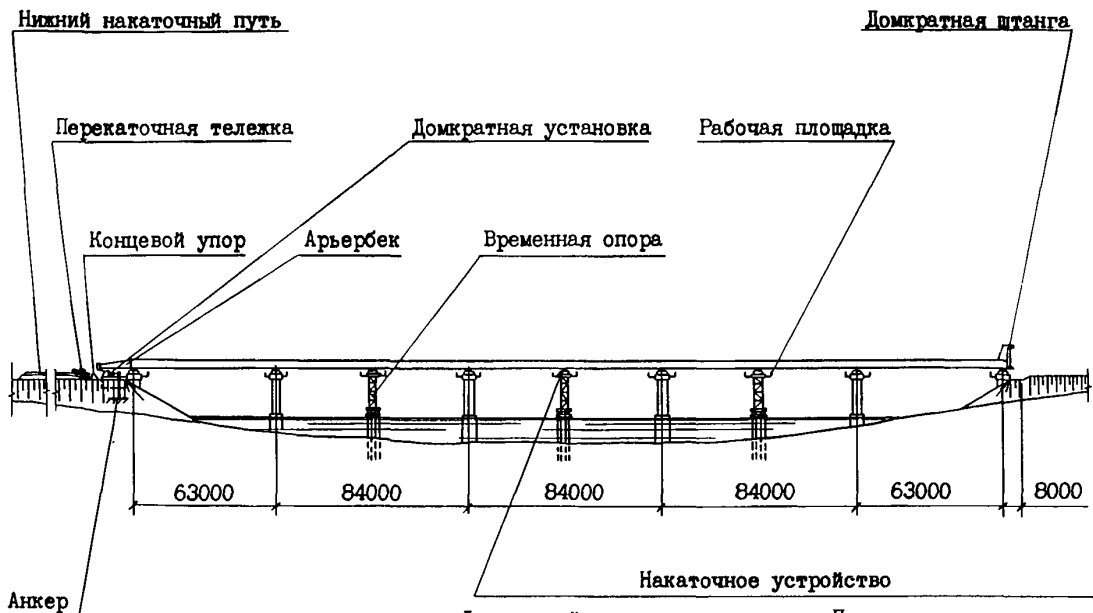 Нижний накаточный путь
Домкратная штанга
Перекаточная тележка
Домкратная установка
Рабочая площадка
Концевой упор
Арьербек
Временная опора
63000
84000
84000
84000
63000
8000
Накаточное устройство
Анкер